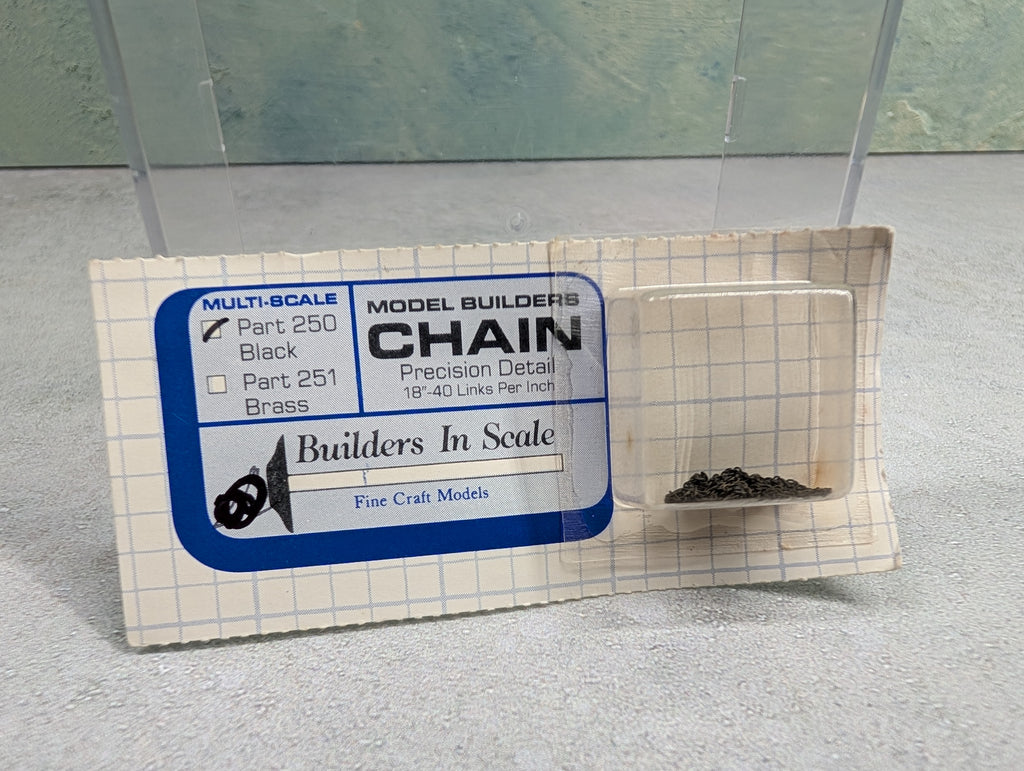 MULTI-SCALE
Part 250
Black
Part 251
Brass
MODEL BUILDERS
CHAIN
Precision Detail
18"-40 Links Per Inch
Builders In Scale
Fine Craft Models